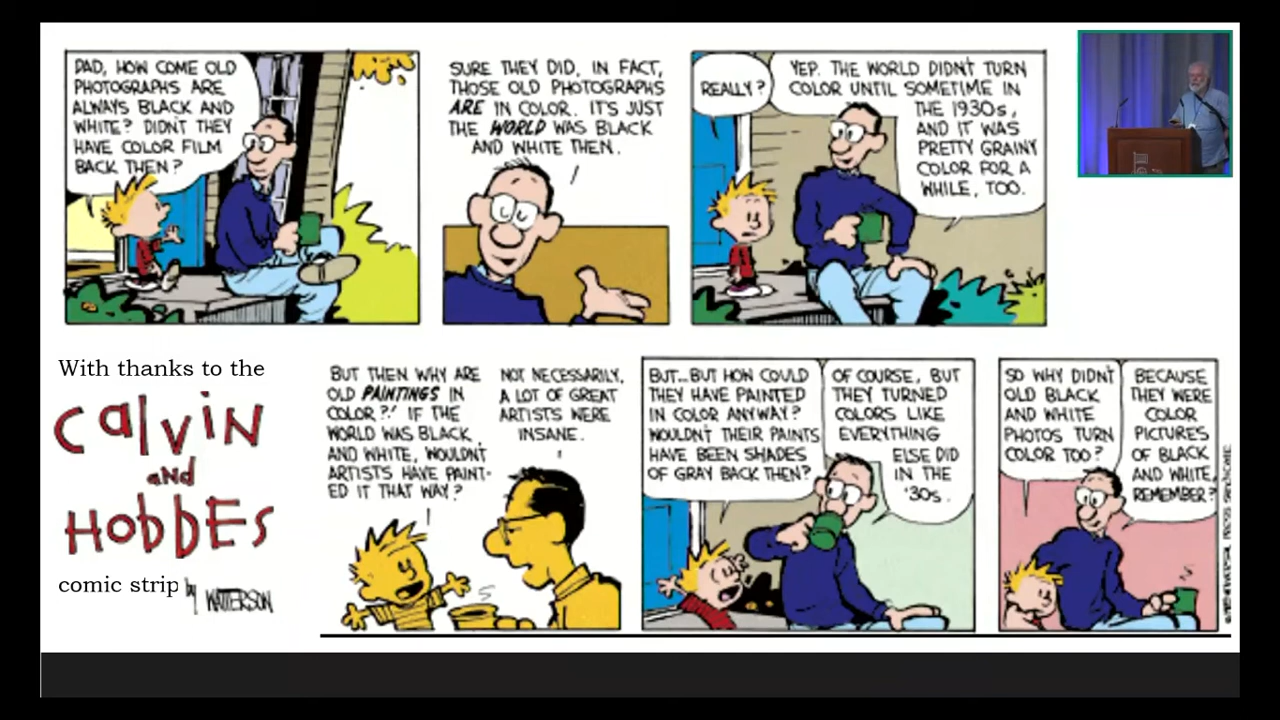 DAD, HOW COME OLD
PHOTOGRAPHS ARE
ALWAYS BLACK AND
WHITE? DIDN'T THEY
HAVE COLOR FILM
BACK THEN?
SURE THEY DID. IN FACT,
THOSE OLD PHOTOGRAPHS
ARE IN COLOR. IT'S JUST
THE WORLD WAS BLACK
AND WHITE THEN.
REALLY?
YEP. THE WORLD DIDN'T TURN
COLOR UNTIL SOMETIME IN
THE 1930s,
AND IT WAS
PRETTY GRAINY
COLOR FOR A
WHILE, TOO.
With thanks to the
CalviN
aNd
HobbEs
comic strip by WATTERSON
BUT THEN WHY ARE
OLD PAINTINGS IN
COLOR?! IF THE
WORLD WAS BLACK
AND WHITE, WOULDN'T
ARTISTS HAVE PAINT-
ED IT THAT WAY?
NOT NECESSARILY.
A LOT OF GREAT
ARTISTS WERE
INSANE.
BUT...BUT HOW COULD
THEY HAVE PAINTED
IN COLOR ANYWAY?
WOULDN'T THEIR PAINTS
HAVE BEEN SHADES
OF GRAY BACK THEN?
OF COURSE, BUT
THEY TURNED
COLORS LIKE
EVERYTHING
ELSE DID
IN THE
'30s.
SO WHY DIDN'T
OLD BLACK
AND WHITE
PHOTOS TURN
COLOR TOO?
BECAUSE
THEY WERE
COLOR
PICTURES
OF BLACK
AND WHITE,
REMEMBER?